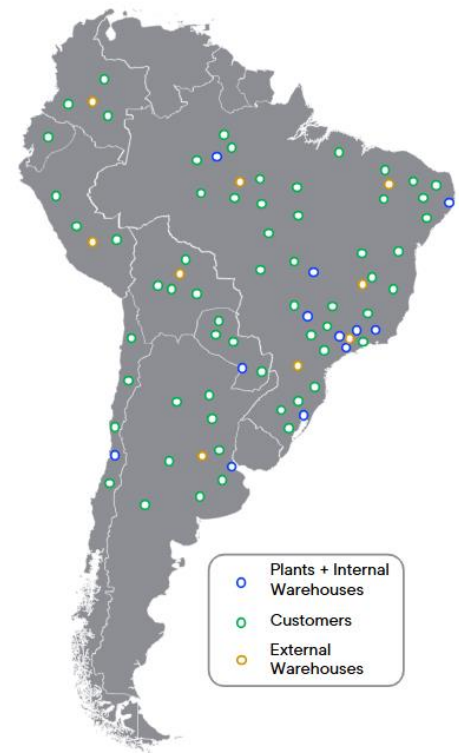 Plants + Internal
Warehouses
Customers
External
Warehouses